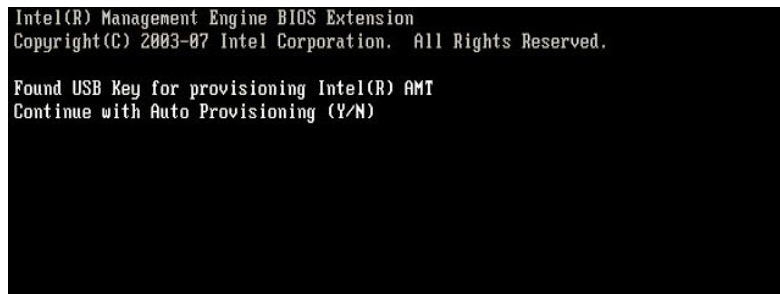 Intel(R) Management Engine BIOS Extension
Copyright(C) 2003-07 Intel Corporation.  All Rights Reserved.
Found USB Key for provisioning Intel(R) AMT
Continue with Auto Provisioning (Y/N)